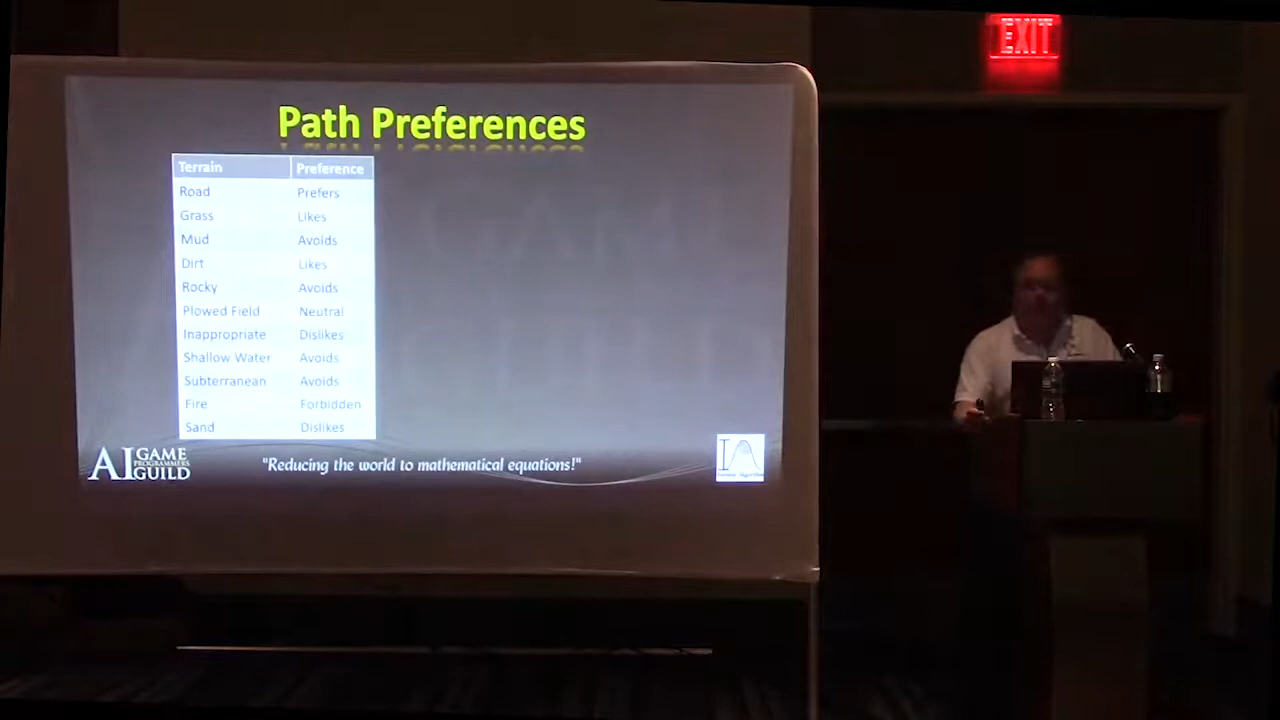 EXIT
Path Preferences
Terrain Preference
Road Prefers
Grass Likes
Mud Avoids
Dirt Likes
Rocky Avoids
Plowed Field Neutral
Inappropriate Dislikes
Shallow Water Avoids
Subterranean Avoids
Fire Forbidden
Sand Dislikes
AI GAME
PROGRAMMERS
GUILD
"Reducing the world to mathematical equations!"